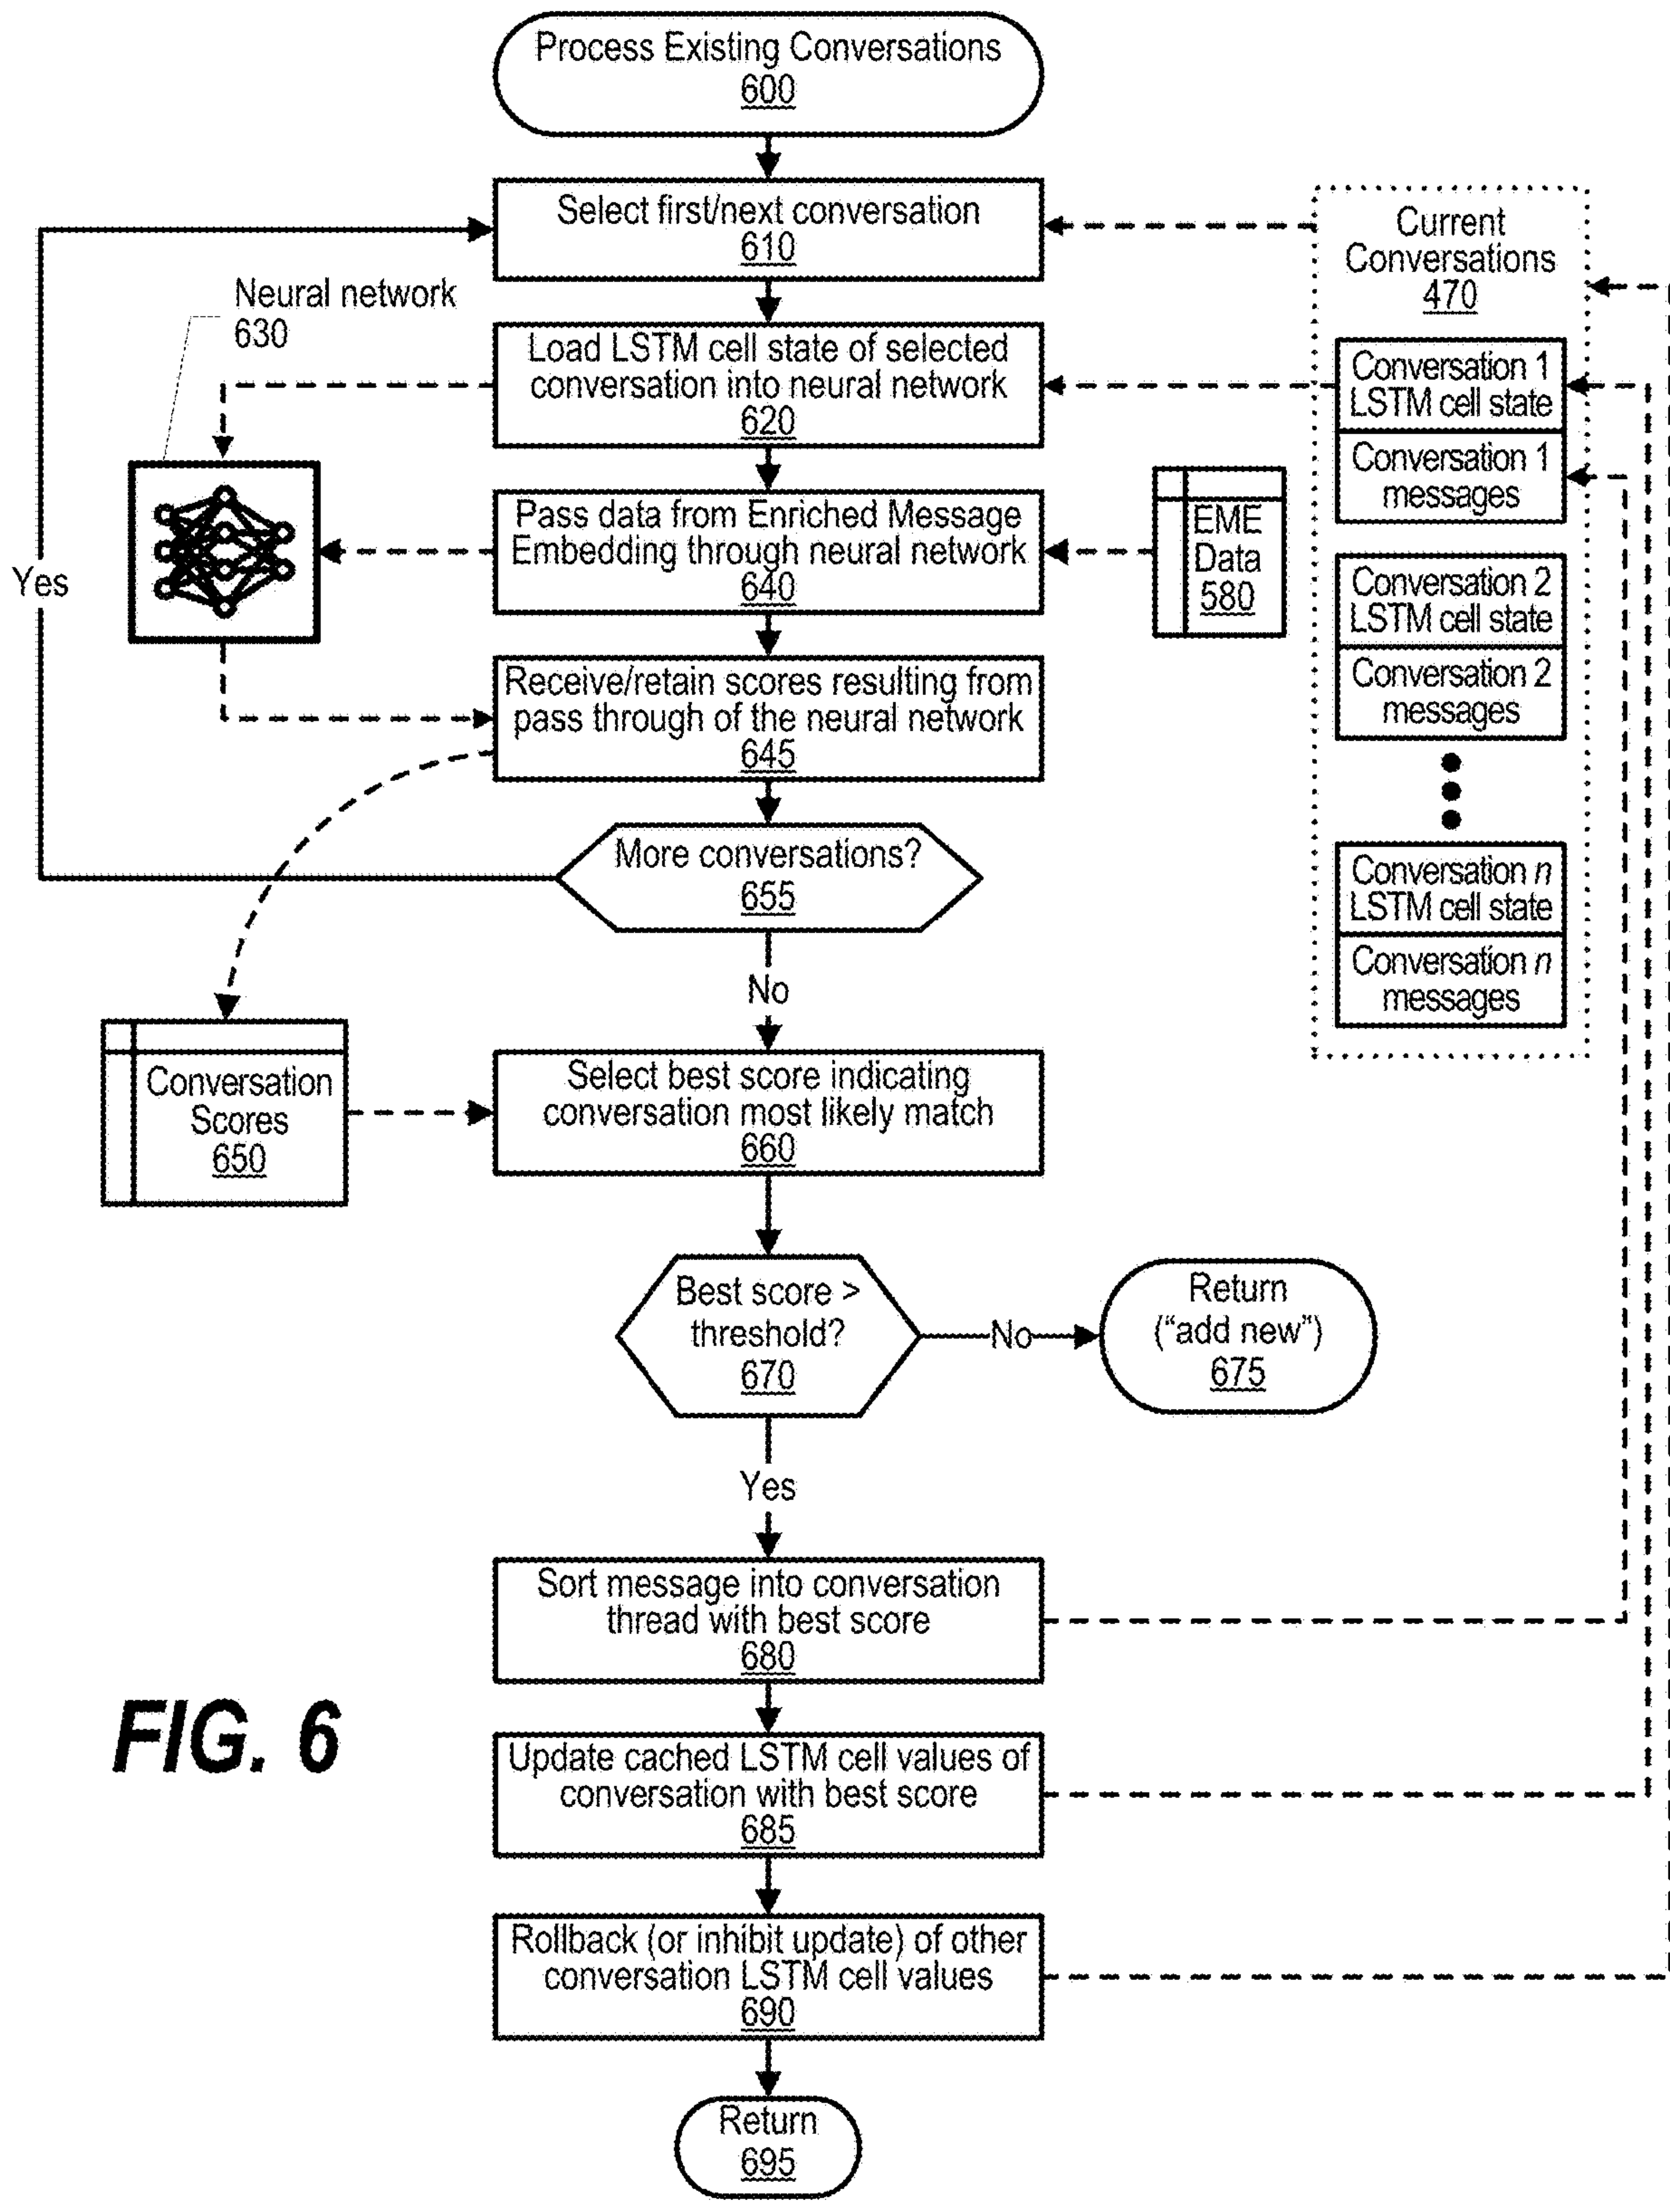 Process Existing Conversations
600
Select first/next conversation
610
Current
Conversations
470
Neural network
630
Load LSTM cell state of selected
conversation into neural network
620
Conversation 1
LSTM cell state
Conversation 1
messages
Pass data from Enriched Message
Embedding through neural network
640
EME
Data
580
Yes
Conversation 2
LSTM cell state
Conversation 2
messages
Receive/retain scores resulting from
pass through of the neural network
645
More conversations?
655
Conversation n
LSTM cell state
Conversation n
messages
No
Conversation
Scores
650
Select best score indicating
conversation most likely match
660
Best score >
threshold?
670
No
Return
("add new")
675
Yes
Sort message into conversation
thread with best score
680
FIG. 6
Update cached LSTM cell values of
conversation with best score
685
Rollback (or inhibit update) of other
conversation LSTM cell values
690
Return
695